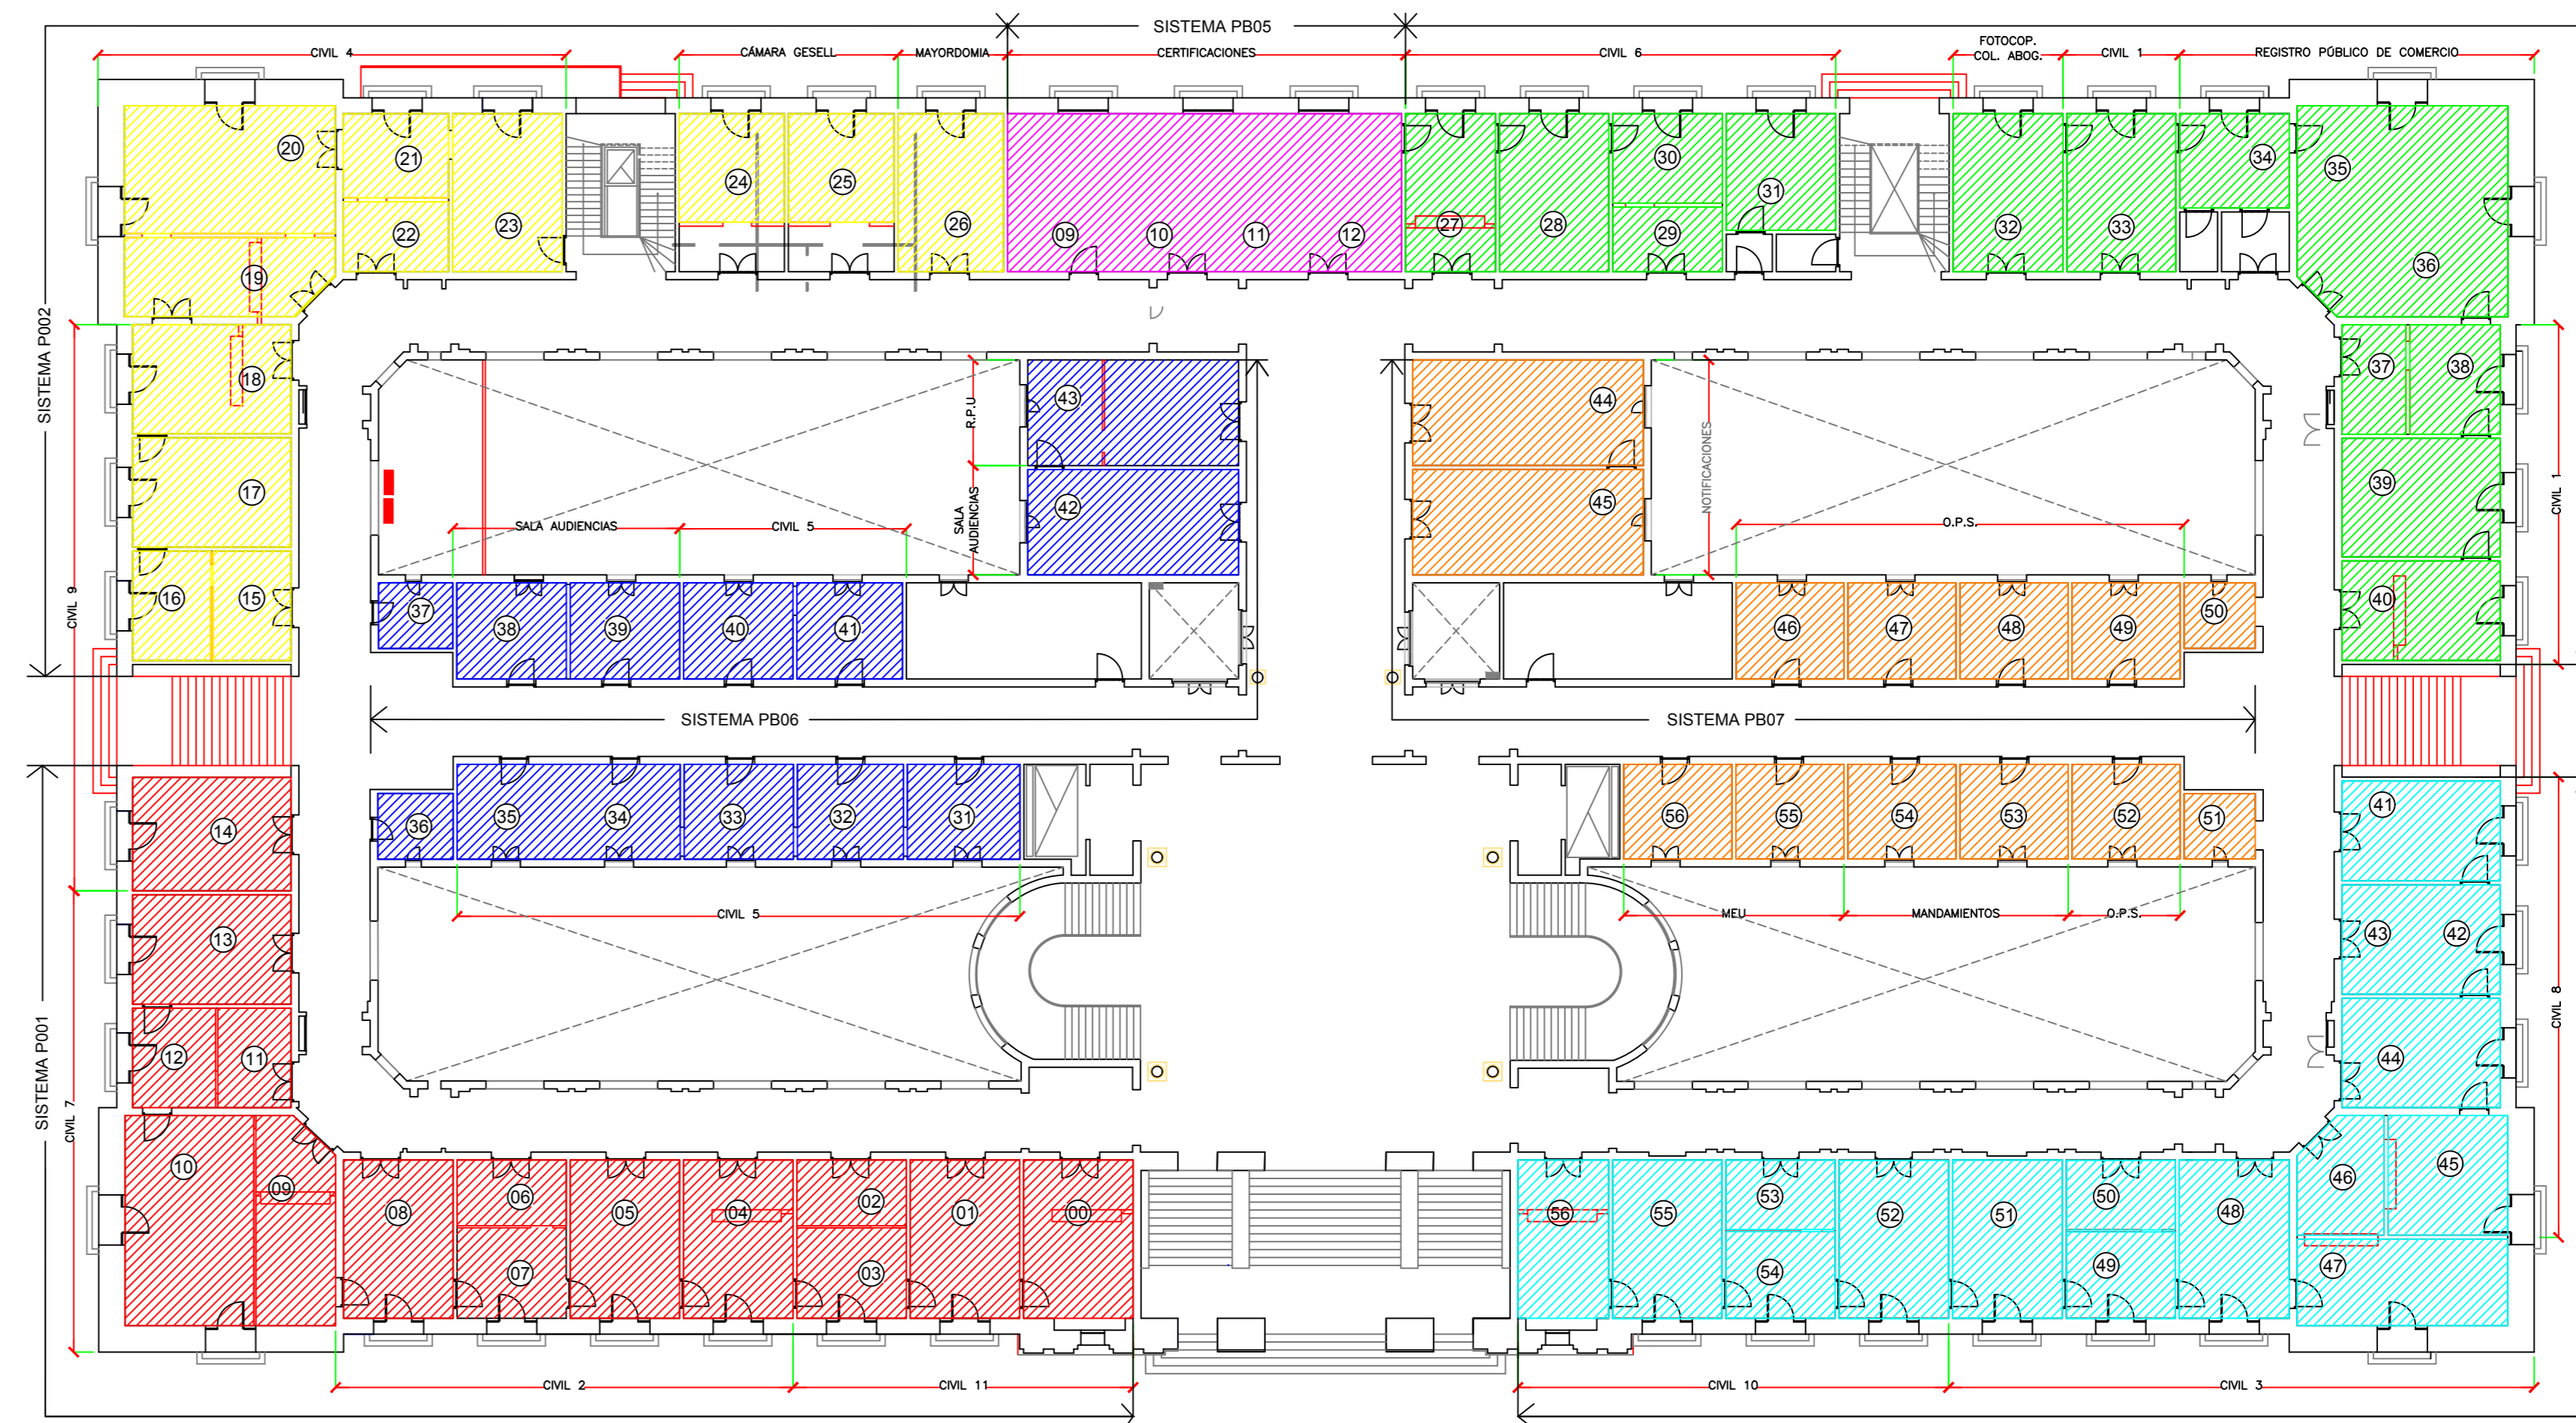 SISTEMA PB05
CIVIL 4
CÁMARA GESELL
MAYORDOMIA
CERTIFICACIONES
CIVIL 6
FOTOCOP.
COL. ABOG.
CIVIL 1
REGISTRO PÚBLICO DE COMERCIO
20
21
22
23
24
25
26
09
10
11
12
27
28
30
29
31
32
33
34
35
36
19
18
17
16
15
SISTEMA P002
CIVIL 9
43
42
R.P.U
SALA
AUDIENCIAS
SALA AUDIENCIAS
CIVIL 5
37
38
39
40
41
44
45
NOTIFICACIONES
O.P.S.
46
47
48
49
50
37
38
39
40
CIVIL 1
SISTEMA PB06
SISTEMA PB07
14
13
12
11
10
09
SISTEMA P001
CIVIL 7
36
35
34
33
32
31
CIVIL 5
56
55
54
53
52
51
MEU
MANDAMIENTOS
O.P.S.
41
43
42
44
CIVIL 8
46
45
47
08
06
07
05
04
02
03
01
00
56
55
53
54
52
51
50
49
48
CIVIL 2
CIVIL 11
CIVIL 10
CIVIL 3